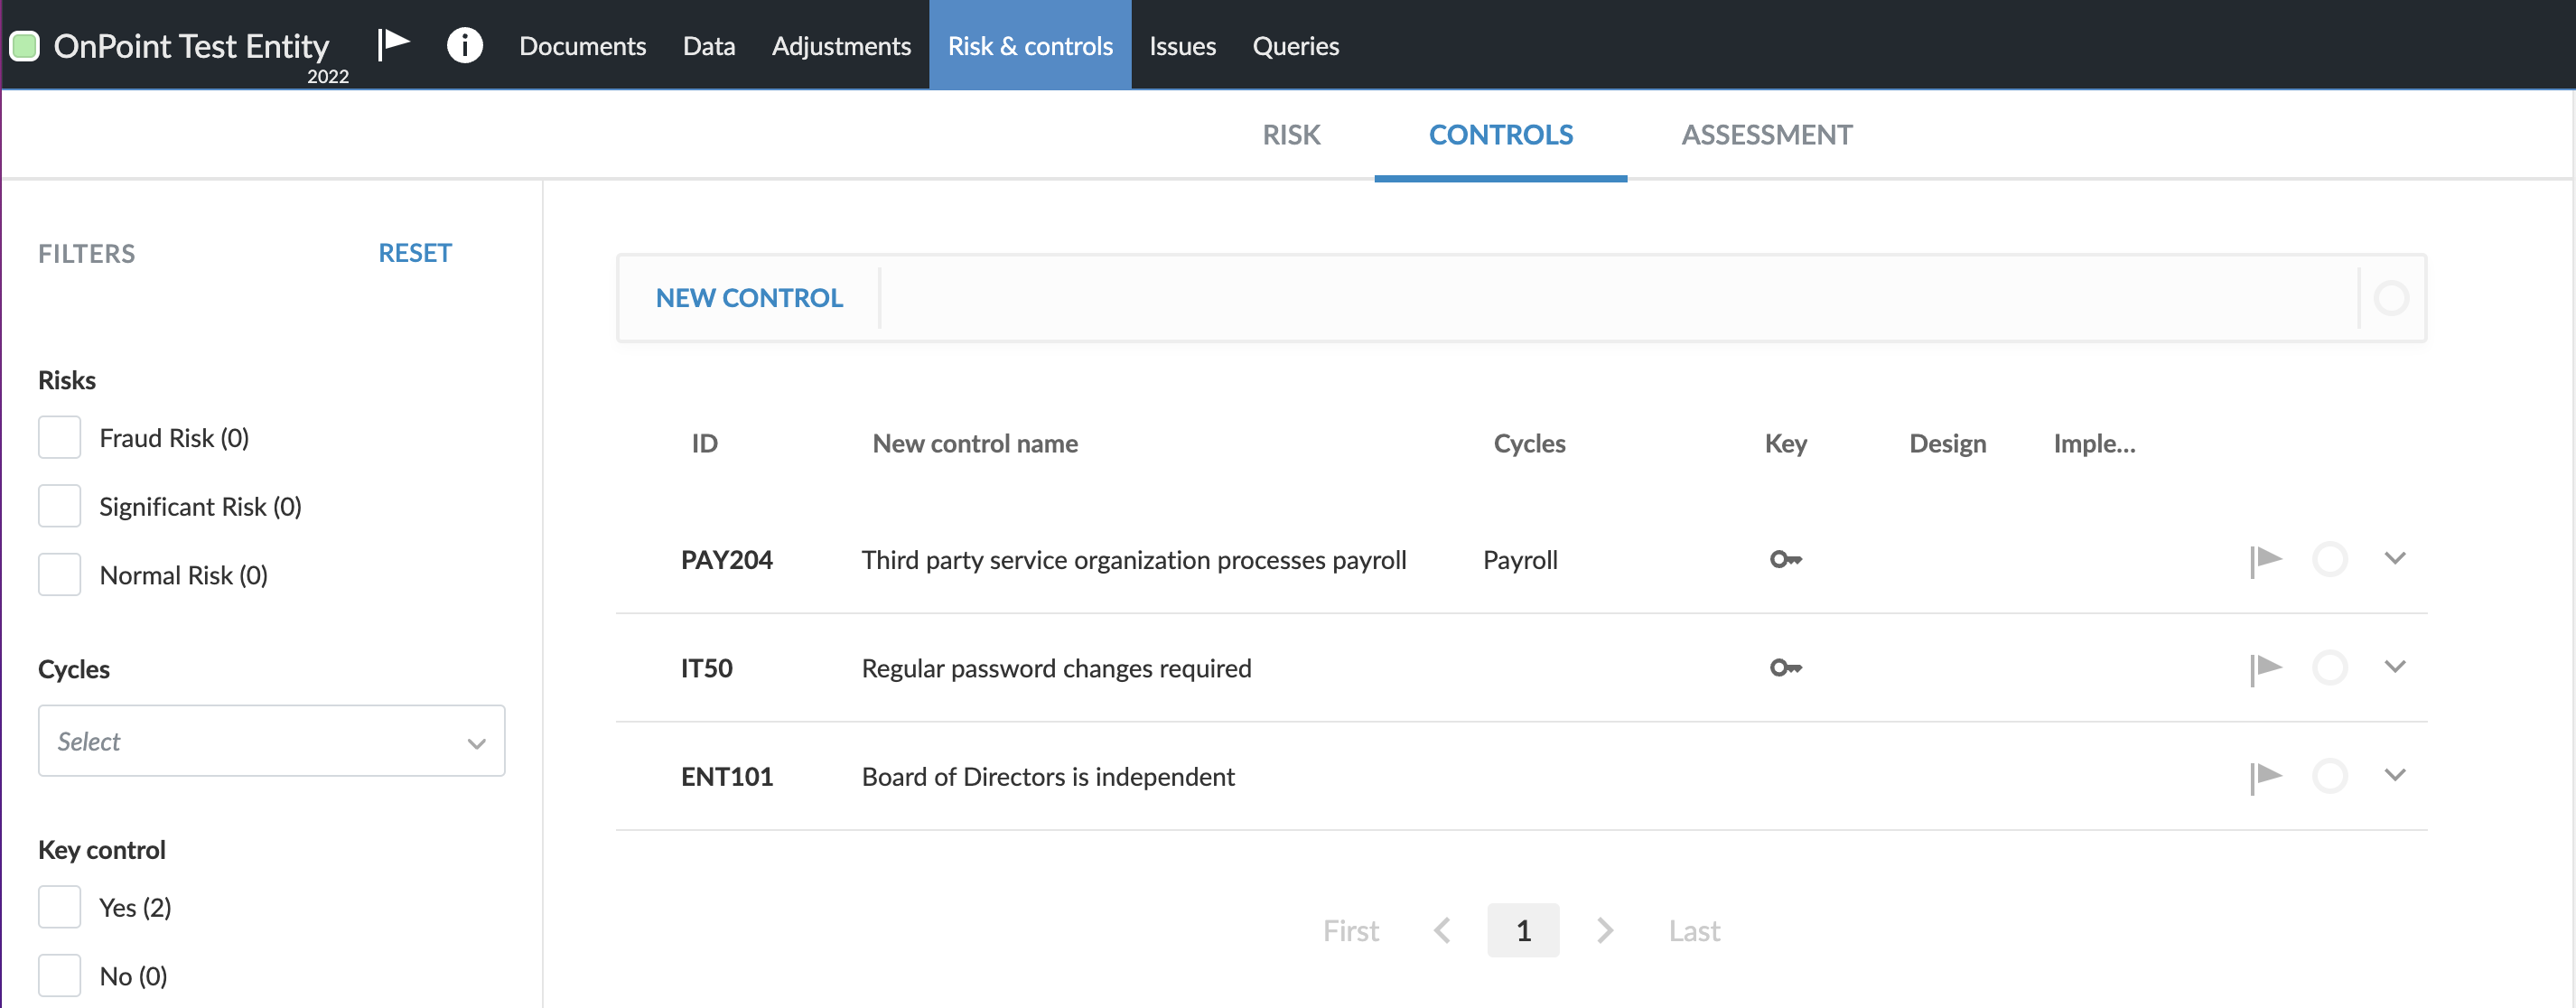 OnPoint Test Entity
2022
Documents Data Adjustments Risk & controls Issues Queries
RISK CONTROLS ASSESSMENT
FILTERS RESET
Risks
Fraud Risk (0)
Significant Risk (0)
Normal Risk (0)
Cycles
Select
Key control
Yes (2)
No (0)
NEW CONTROL
ID New control name Cycles Key Design Imple...
PAY204 Third party service organization processes payroll Payroll
IT50 Regular password changes required
ENT101 Board of Directors is independent
First 1 Last